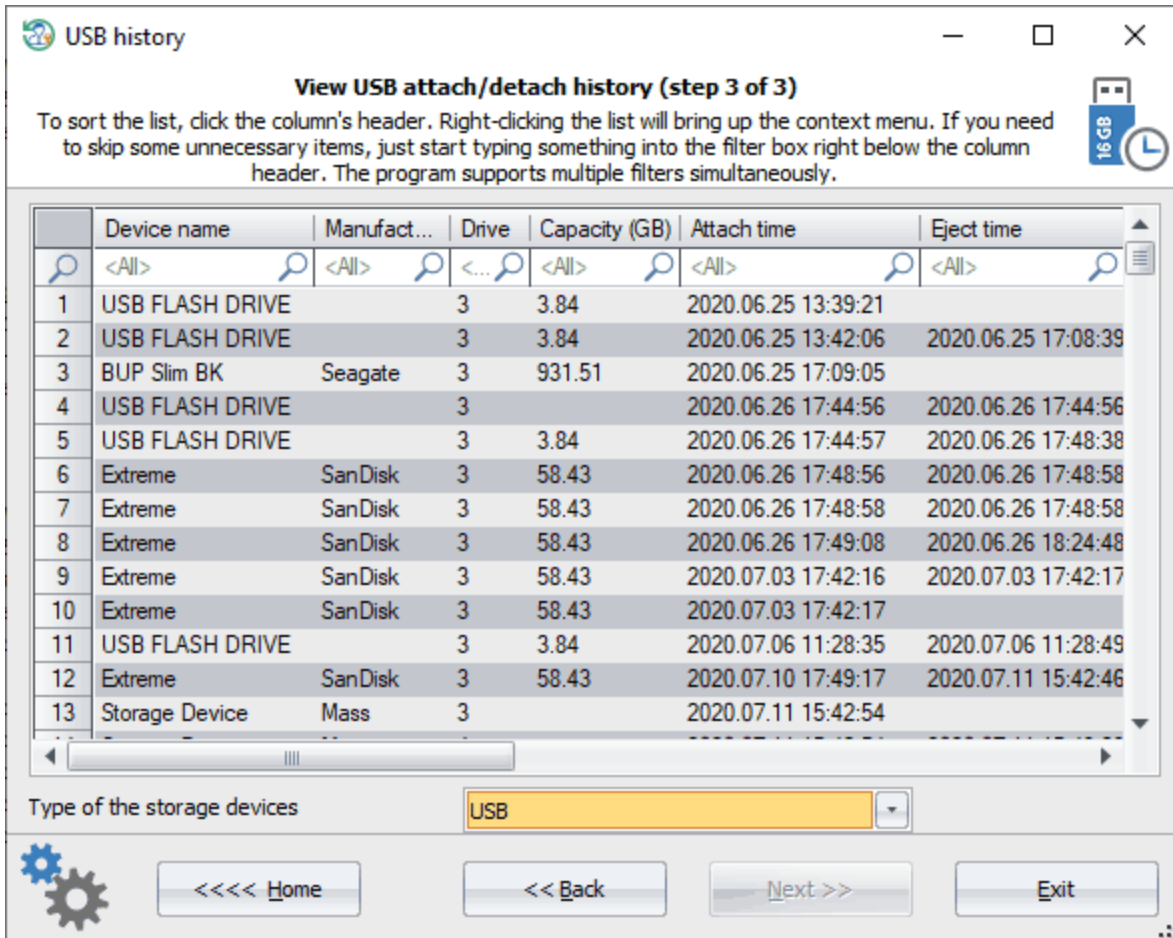 USB history
View USB attach/detach history (step 3 of 3)
To sort the list, click the column's header. Right-clicking the list will bring up the context menu. If you need
to skip some unnecessary items, just start typing something into the filter box right below the column
header. The program supports multiple filters simultaneously.
16 GB
Device name Manufact... Drive Capacity (GB) Attach time Eject time
<All> <All> <... <All> <All> <All>
1 USB FLASH DRIVE 3 3.84 2020.06.25 13:39:21
2 USB FLASH DRIVE 3 3.84 2020.06.25 13:42:06 2020.06.25 17:08:39
3 BUP Slim BK Seagate 3 931.51 2020.06.25 17:09:05
4 USB FLASH DRIVE 3 2020.06.26 17:44:56 2020.06.26 17:44:56
5 USB FLASH DRIVE 3 3.84 2020.06.26 17:44:57 2020.06.26 17:48:38
6 Extreme SanDisk 3 58.43 2020.06.26 17:48:56 2020.06.26 17:48:58
7 Extreme SanDisk 3 58.43 2020.06.26 17:48:58 2020.06.26 17:48:58
8 Extreme SanDisk 3 58.43 2020.06.26 17:49:08 2020.06.26 18:24:48
9 Extreme SanDisk 3 58.43 2020.07.03 17:42:16 2020.07.03 17:42:17
10 Extreme SanDisk 3 58.43 2020.07.03 17:42:17
11 USB FLASH DRIVE 3 3.84 2020.07.06 11:28:35 2020.07.06 11:28:49
12 Extreme SanDisk 3 58.43 2020.07.10 17:49:17 2020.07.11 15:42:46
13 Storage Device Mass 3 2020.07.11 15:42:54
Type of the storage devices USB
<<<< Home << Back Next >> Exit